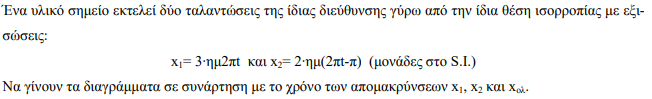 Ένα υλικό σημείο εκτελεί δύο ταλαντώσεις της ίδιας διεύθυνσης γύρω από την ίδια θέση ισορροπίας με εξι-
σώσεις:
x₁= 3·ημ2πt και x₂= 2·ημ(2πt-π) (μονάδες στο S.I.)
Να γίνουν τα διαγράμματα σε συνάρτηση με το χρόνο των απομακρύνσεων x₁, x₂ και xολ.